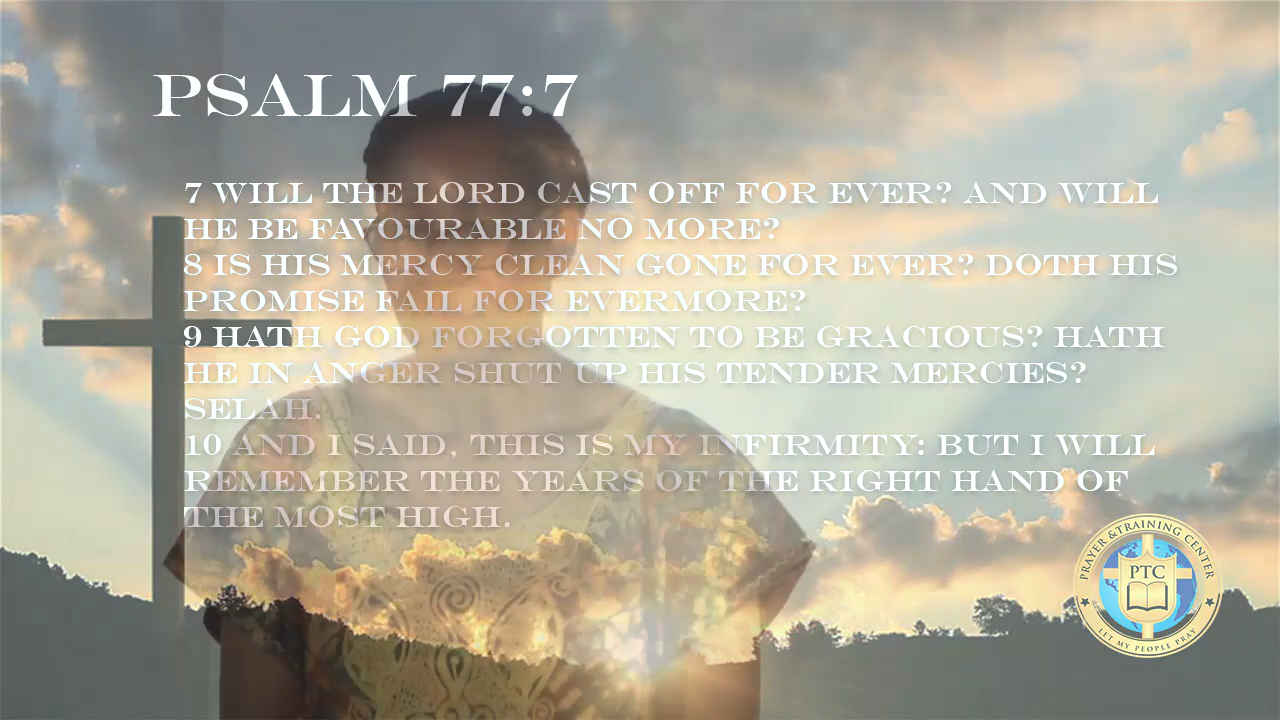 PSALM 77:7
7 WILL THE LORD CAST OFF FOR EVER? AND WILL
HE BE FAVOURABLE NO MORE?
8 IS HIS MERCY CLEAN GONE FOR EVER? DOTH HIS
PROMISE FAIL FOR EVERMORE?
9 HATH GOD FORGOTTEN TO BE GRACIOUS? HATH
HE IN ANGER SHUT UP HIS TENDER MERCIES?
SELAH.
10 AND I SAID, THIS IS MY INFIRMITY: BUT I WILL
REMEMBER THE YEARS OF THE RIGHT HAND OF
THE MOST HIGH.
PRAYER & TRAINING CENTER
PTC
LET MY PEOPLE PRAY